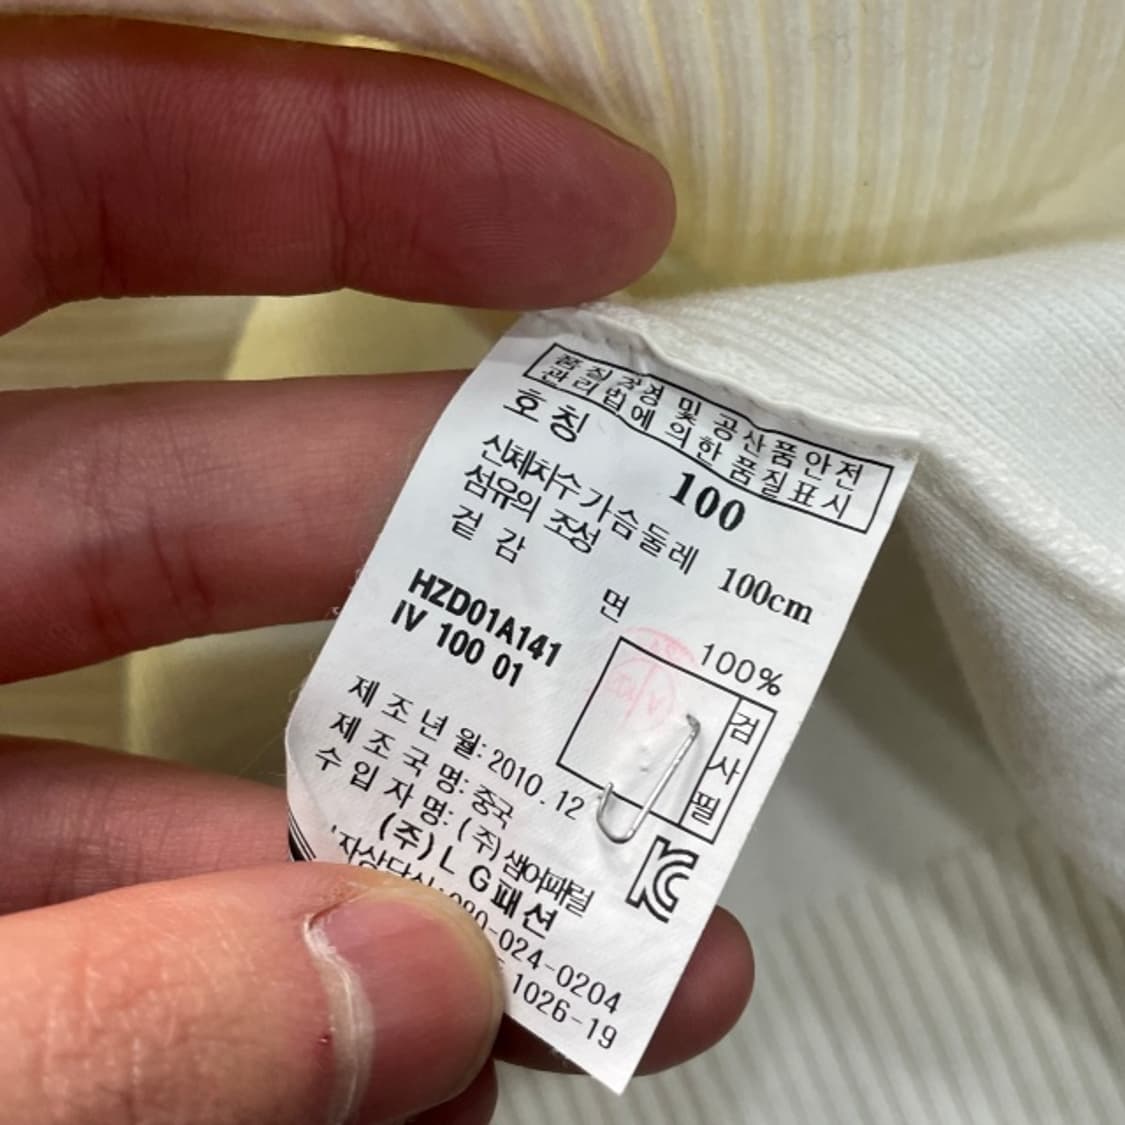 품질경영 및 공산품안전
관리법에 의한 품질표시
호칭 100
신체치수 가슴둘레 100cm
섬유의 조성
겉감 면 100%
HZD01A141
IV 100 01
검사필
제조년월: 2010.12
제조국명: 중국
수입자명: (주)샘어패럴
(주)LG패션
-024-0204
1026-19